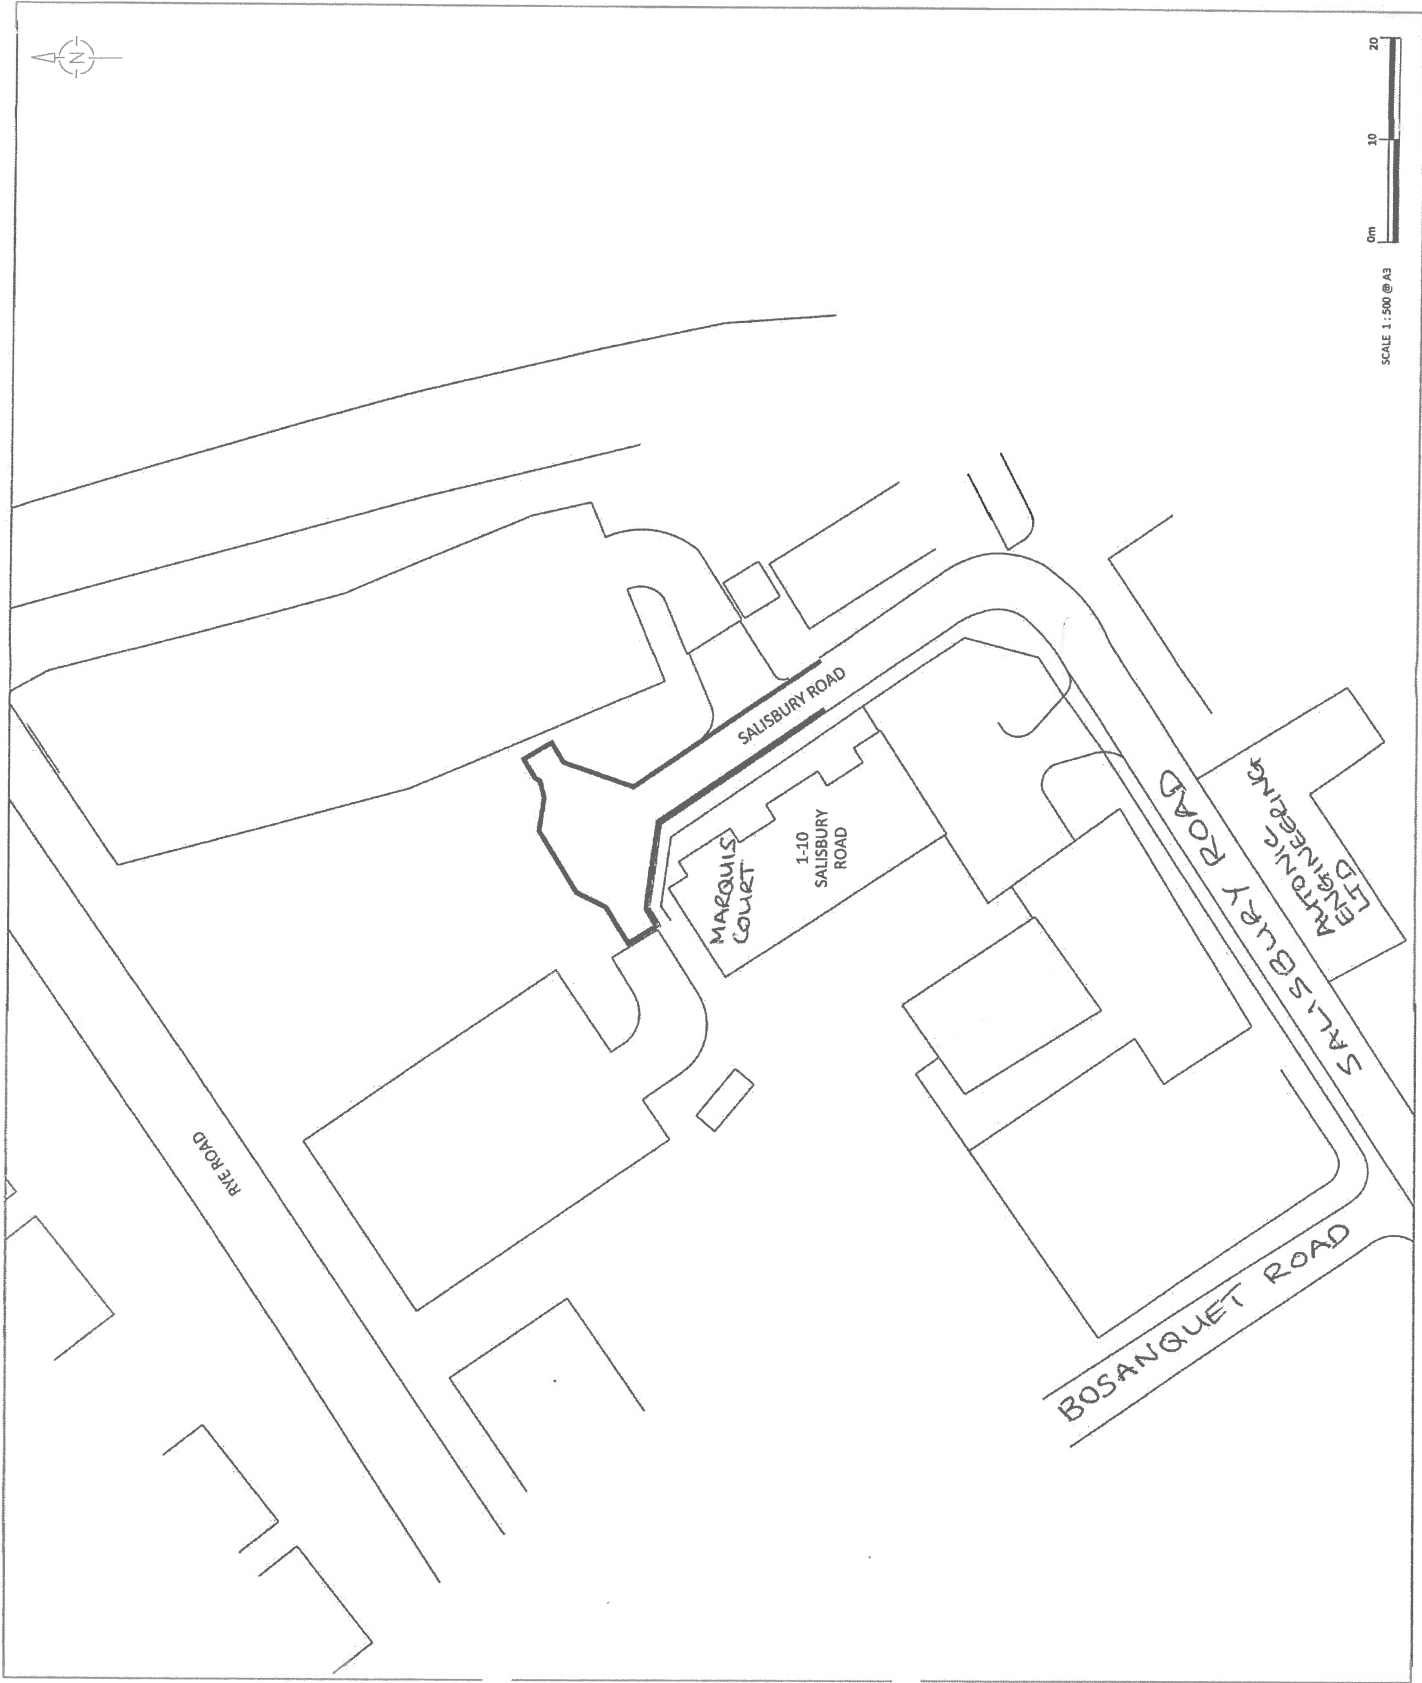 N
20
10
0m
SCALE 1 : 500 @ A3
SALISBURY ROAD
MARQUIS
COURT
1-10
SALISBURY
ROAD
RYE ROAD
SALISBURY ROAD
AUTONIC
ENGINEERING
LTD
BOSANQUET ROAD